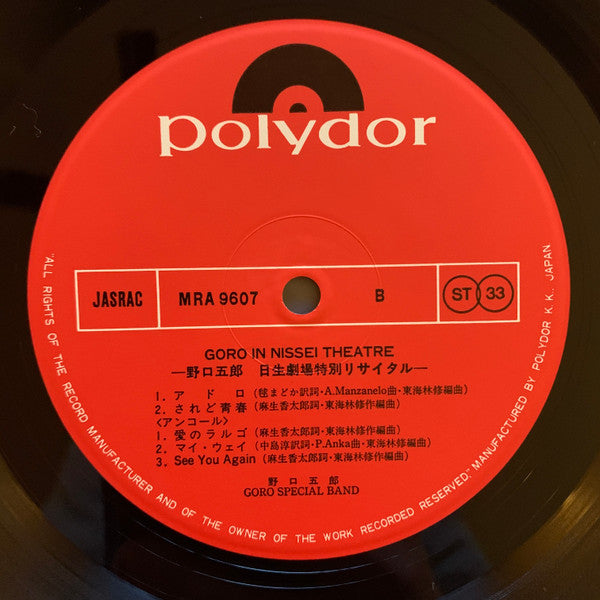 polydor
JASRAC MRA 9607 B ST 33
GORO IN NISSEI THEATRE
—野口五郎 日生劇場特別リサイタル—
1. アドロ (毬まどか訳詞・A.Manzanelo曲・東海林修編曲)
2. されど青春 (麻生香太郎詞・東海林修作編曲)
〈アンコール〉
1. 愛のラルゴ (麻生香太郎詞・東海林修作編曲)
2. マイ・ウェイ (中島淳訳詞・P.Anka曲・東海林修編曲)
3. See You Again (麻生香太郎詞・東海林修作編曲)
野口五郎
GORO SPECIAL BAND
"ALL RIGHTS OF THE RECORD MANUFACTURER AND OF THE OWNER OF THE WORK RECORDED RESERVED." MANUFACTURED BY POLYDOR K. K., JAPAN